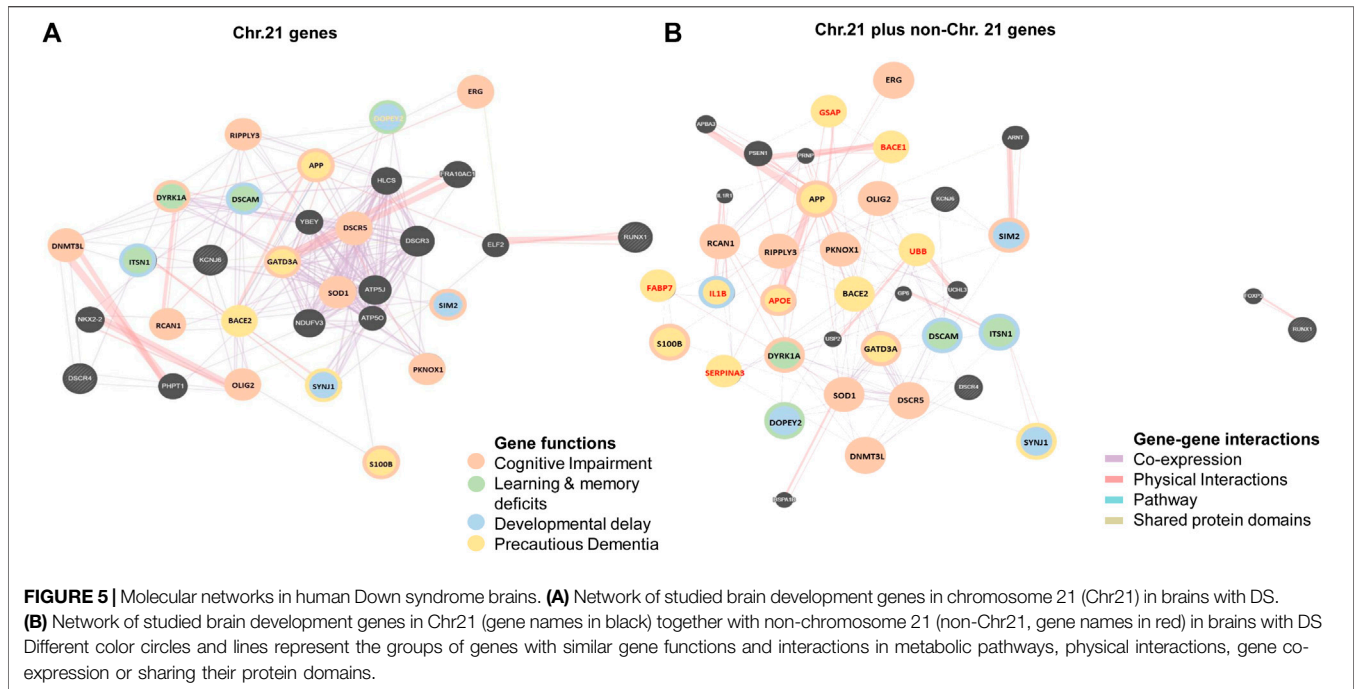 A
Chr.21 genes
ERG
DOPEY2
RIPPLY3
APP
HLCS
FRA10AC1
DYRK1A
DSCAM
YBEY
DSCR5
DSCR3
RUNX1
DNMT3L
ELF2
ITSN1
KCNJ6
GATD3A
ATP5J
SOD1
SIM2
NKX2-2
RCAN1
BACE2
NDUFV3
ATP5O
DSCR4
PHPT1
OLIG2
SYNJ1
PKNOX1
S100B
Gene functions
Cognitive Impairment
Learning & memory
deficits
Developmental delay
Precautious Dementia
B
Chr.21 plus non-Chr. 21 genes
ERG
GSAP
APBA2
ARNT
PSEN1
PRNP
BACE1
IL1R1
APP
OLIG2
KCNJ6
SIM2
RCAN1
RIPPLY3
PKNOX1
UBB
FABP7
IL1B
APOE
BACE2
GP6
UCHL3
FOXP3
RUNX1
S100B
USP2
DSCAM
ITSN1
DYRK1A
GATD3A
SERPINA3
SOD1
DSCR5
DSCR4
DOPEY2
SYNJ1
DNMT3L
Gene-gene interactions
Co-expression
Physical Interactions
Pathway
Shared protein domains
FIGURE 5 | Molecular networks in human Down syndrome brains. (A) Network of studied brain development genes in chromosome 21 (Chr21) in brains with DS.
(B) Network of studied brain development genes in Chr21 (gene names in black) together with non-chromosome 21 (non-Chr21, gene names in red) in brains with DS
Different color circles and lines represent the groups of genes with similar gene functions and interactions in metabolic pathways, physical interactions, gene co-
expression or sharing their protein domains.